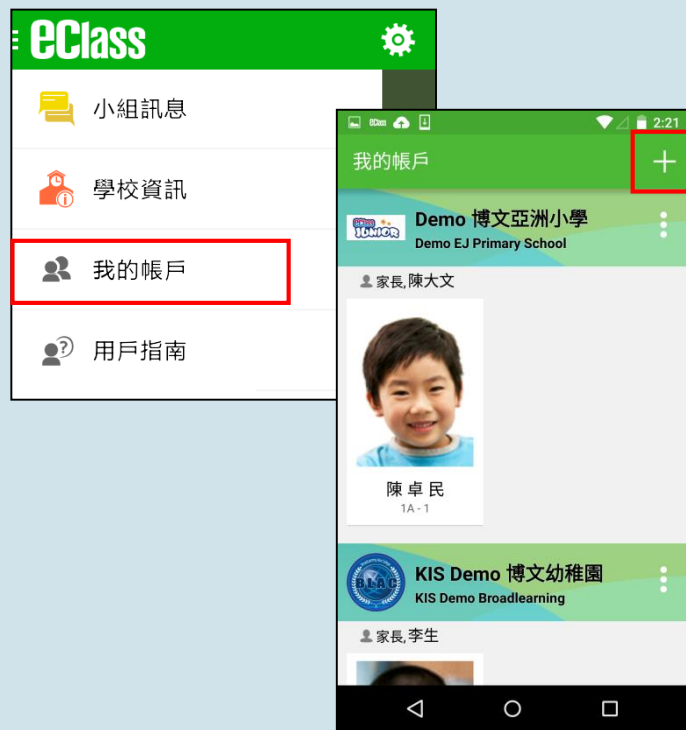 eClass
小組訊息
學校資訊
我的帳戶
用戶指南
2:21
我的帳戶
Demo 博文亞洲小學
Demo EJ Primary School
家長,陳大文
陳卓民
1A - 1
KIS Demo 博文幼稚園
KIS Demo Broadlearning
家長,李生